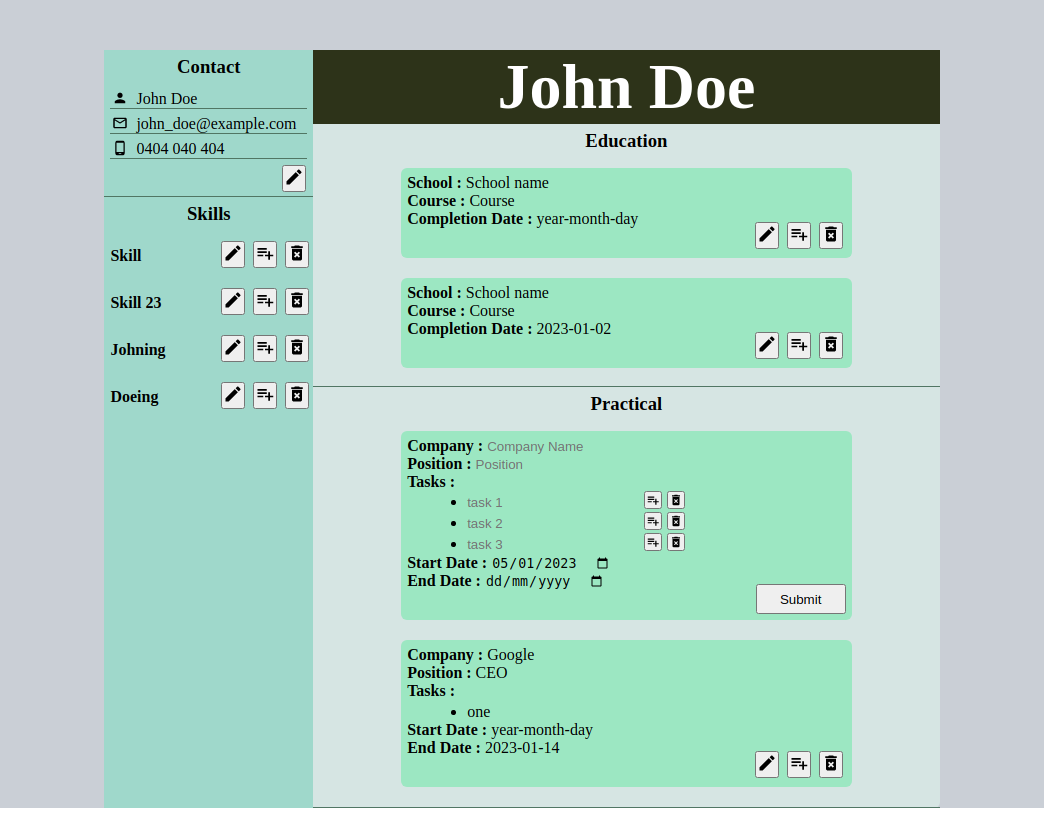 Contact
John Doe
john_doe@example.com
0404 040 404
Skills
Skill
Skill 23
Johning
Doeing
John Doe
Education
School : School name
Course : Course
Completion Date : year-month-day
School : School name
Course : Course
Completion Date : 2023-01-02
Practical
Company : Company Name
Position : Position
Tasks :
task 1
task 2
task 3
Start Date : 05/01/2023
End Date : dd/mm/yyyy
Submit
Company : Google
Position : CEO
Tasks :
one
Start Date : year-month-day
End Date : 2023-01-14